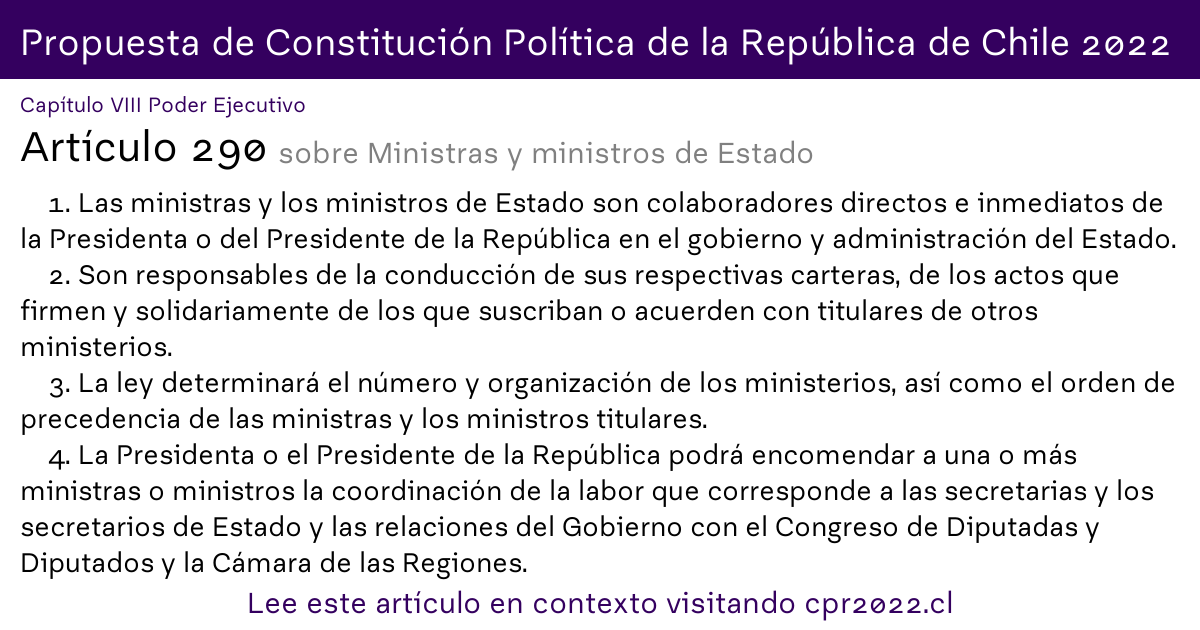 Propuesta de Constitución Política de la República de Chile 2022
Capítulo VIII Poder Ejecutivo
Artículo 290 sobre Ministras y ministros de Estado
1. Las ministras y los ministros de Estado son colaboradores directos e inmediatos de
la Presidenta o del Presidente de la República en el gobierno y administración del Estado.
2. Son responsables de la conducción de sus respectivas carteras, de los actos que
firmen y solidariamente de los que suscriban o acuerden con titulares de otros
ministerios.
3. La ley determinará el número y organización de los ministerios, así como el orden de
precedencia de las ministras y los ministros titulares.
4. La Presidenta o el Presidente de la República podrá encomendar a una o más
ministras o ministros la coordinación de la labor que corresponde a las secretarias y los
secretarios de Estado y las relaciones del Gobierno con el Congreso de Diputadas y
Diputados y la Cámara de las Regiones.
Lee este artículo en contexto visitando cpr2022.cl